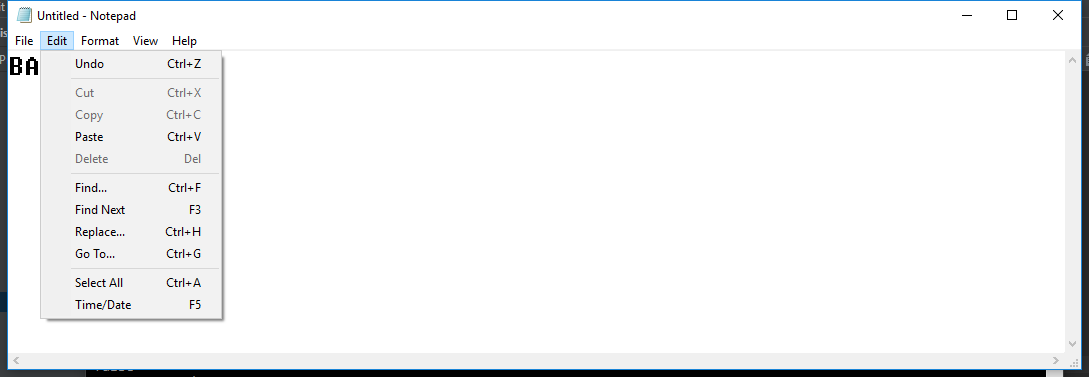 Untitled - Notepad
File Edit Format View Help
BA
Undo Ctrl+Z
Cut Ctrl+X
Copy Ctrl+C
Paste Ctrl+V
Delete Del
Find... Ctrl+F
Find Next F3
Replace... Ctrl+H
Go To... Ctrl+G
Select All Ctrl+A
Time/Date F5